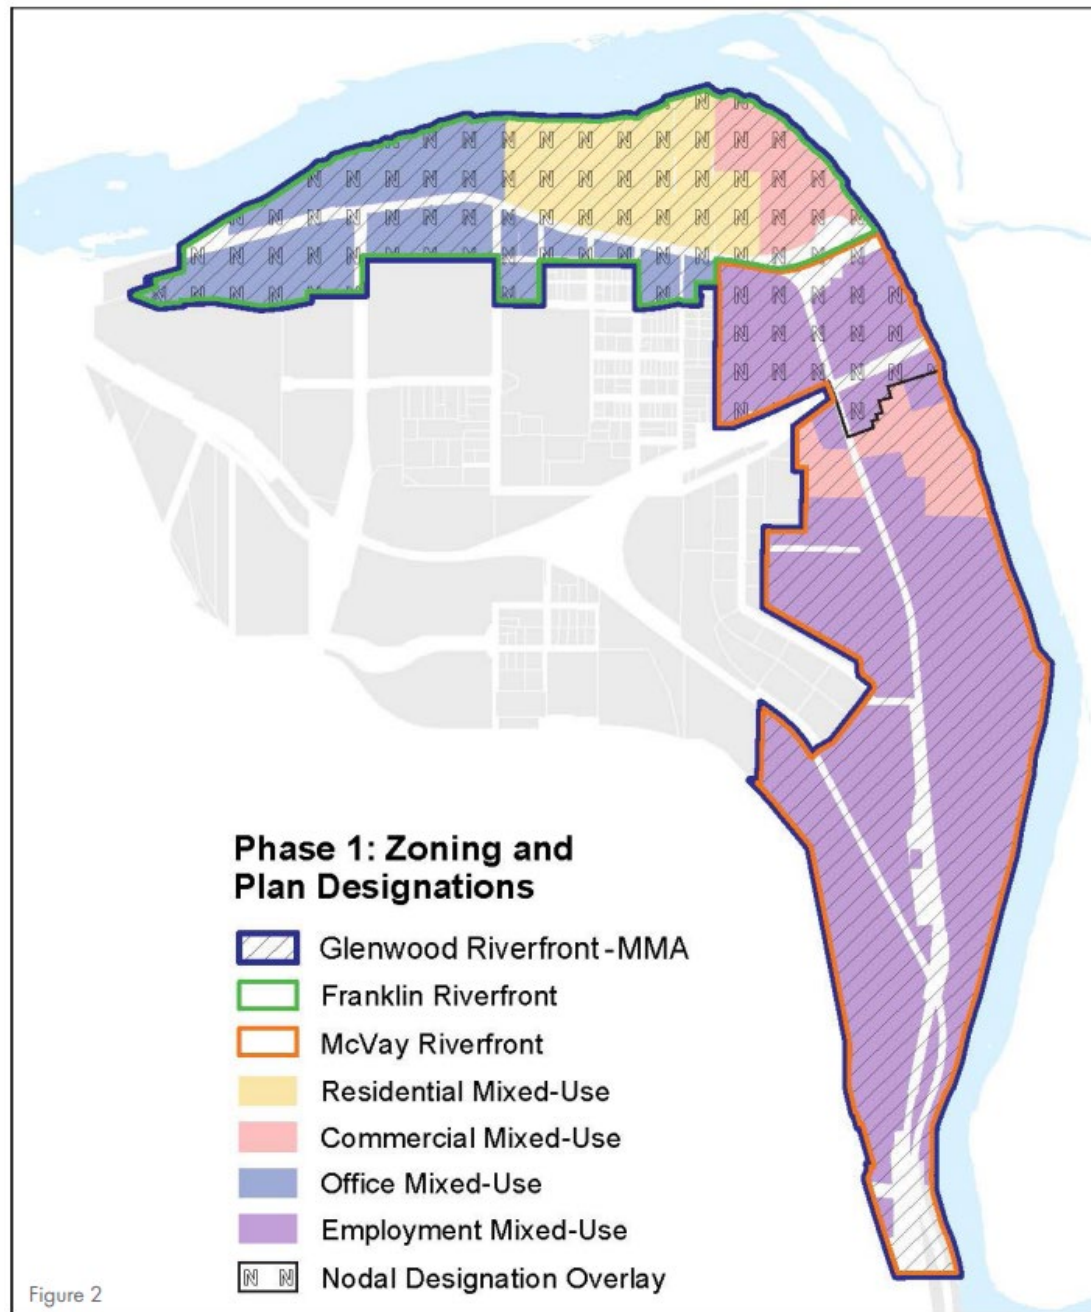 Phase 1: Zoning and
Plan Designations
Glenwood Riverfront-MMA
Franklin Riverfront
McVay Riverfront
Residential Mixed-Use
Commercial Mixed-Use
Office Mixed-Use
Employment Mixed-Use
N N
Nodal Designation Overlay
Figure 2